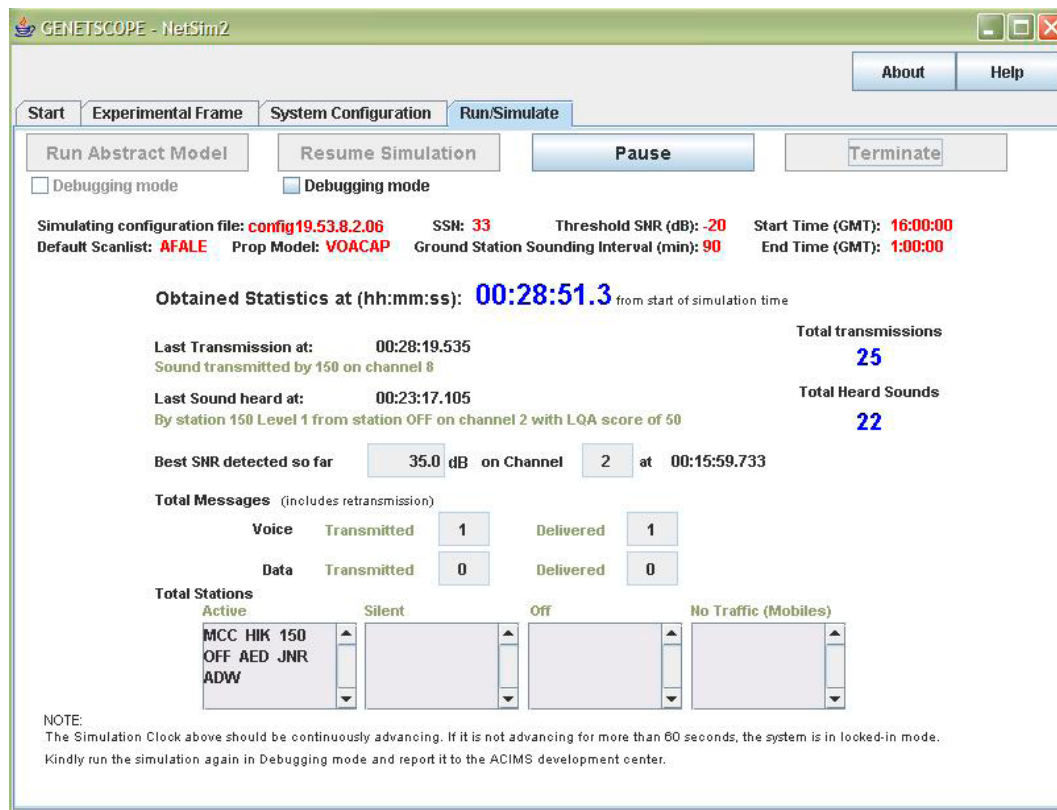 GENETSCOPE - NetSim2
About Help
Start Experimental Frame System Configuration Run/Simulate
Run Abstract Model Resume Simulation Pause Terminate
Debugging mode Debugging mode
Simulating configuration file: config19.53.8.2.06 SSN: 33 Threshold SNR (dB): -20 Start Time (GMT): 16:00:00
Default Scanlist: AFALE Prop Model: VOACAP Ground Station Sounding Interval (min): 90 End Time (GMT): 1:00:00
Obtained Statistics at (hh:mm:ss): 00:28:51.3 from start of simulation time
Total transmissions
Last Transmission at: 00:28:19.535
25
Sound transmitted by 150 on channel 8
Total Heard Sounds
Last Sound heard at: 00:23:17.105
By station 150 Level 1 from station OFF on channel 2 with LQA score of 50
22
Best SNR detected so far 35.0 dB on Channel 2 at 00:15:59.733
Total Messages (includes retransmission)
Voice Transmitted 1 Delivered 1
Data Transmitted 0 Delivered 0
Total Stations
Active Silent Off No Traffic (Mobiles)
MCC HIK 150
OFF AED JNR
ADW
NOTE:
The Simulation Clock above should be continuously advancing. If it is not advancing for more than 60 seconds, the system is in locked-in mode.
Kindly run the simulation again in Debugging mode and report it to the ACIMS development center.